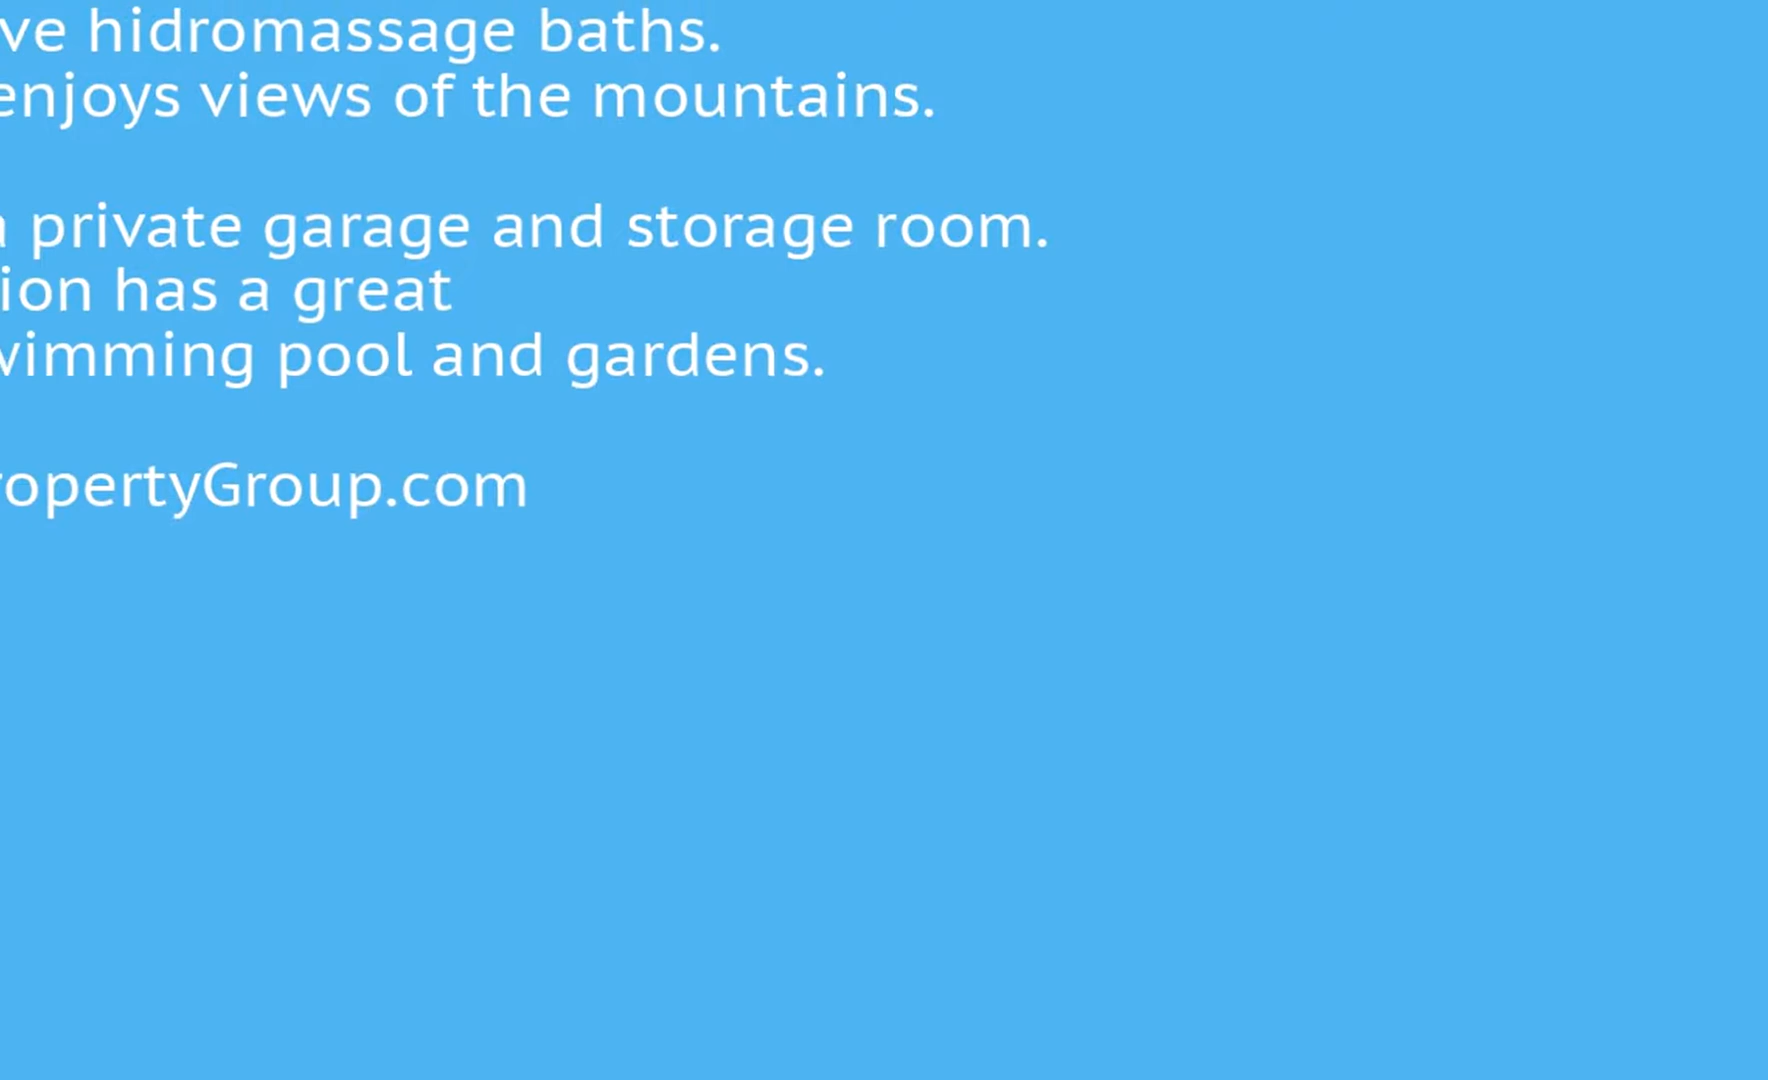 ve hidromassage baths.
enjoys views of the mountains.
a private garage and storage room.
ion has a great
wimming pool and gardens.
ropertyGroup.com